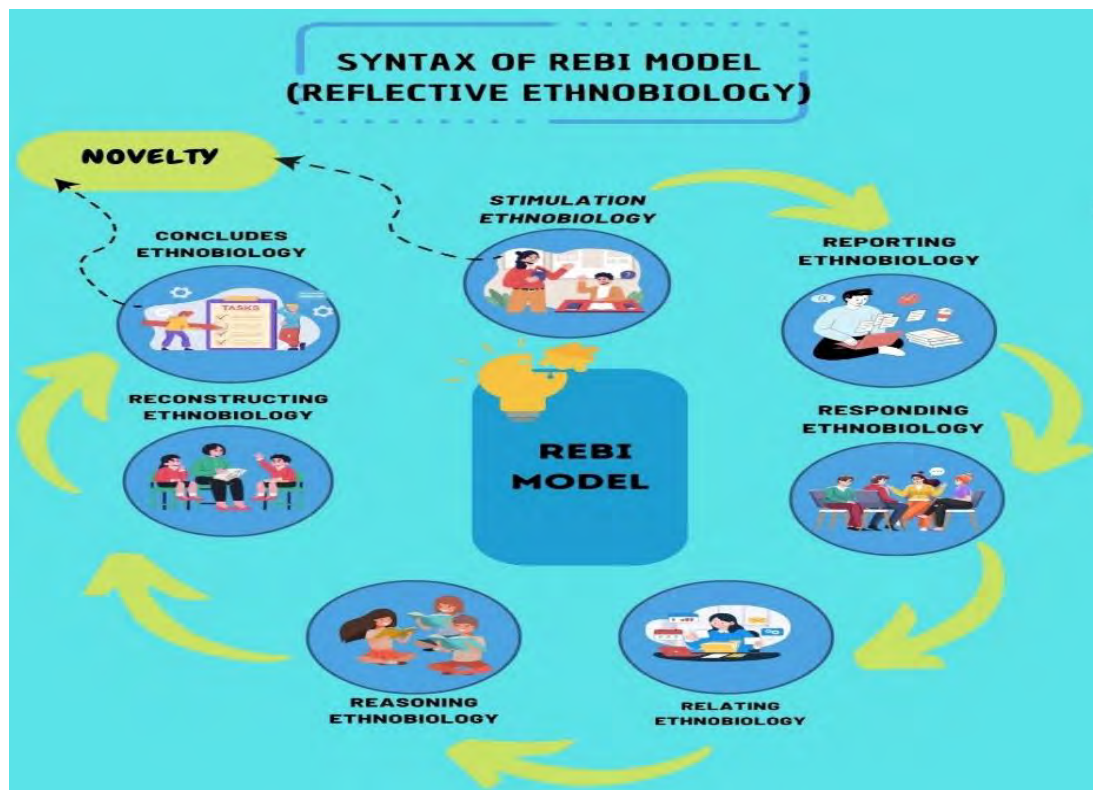 SYNTAX OF REBI MODEL
(REFLECTIVE ETHNOBIOLOGY)
NOVELTY
STIMULATION
ETHNOBIOLOGY
CONCLUDES
ETHNOBIOLOGY
REPORTING
ETHNOBIOLOGY
TASKS
RECONSTRUCTING
ETHNOBIOLOGY
RESPONDING
ETHNOBIOLOGY
REBI
MODEL
REASONING
ETHNOBIOLOGY
RELATING
ETHNOBIOLOGY